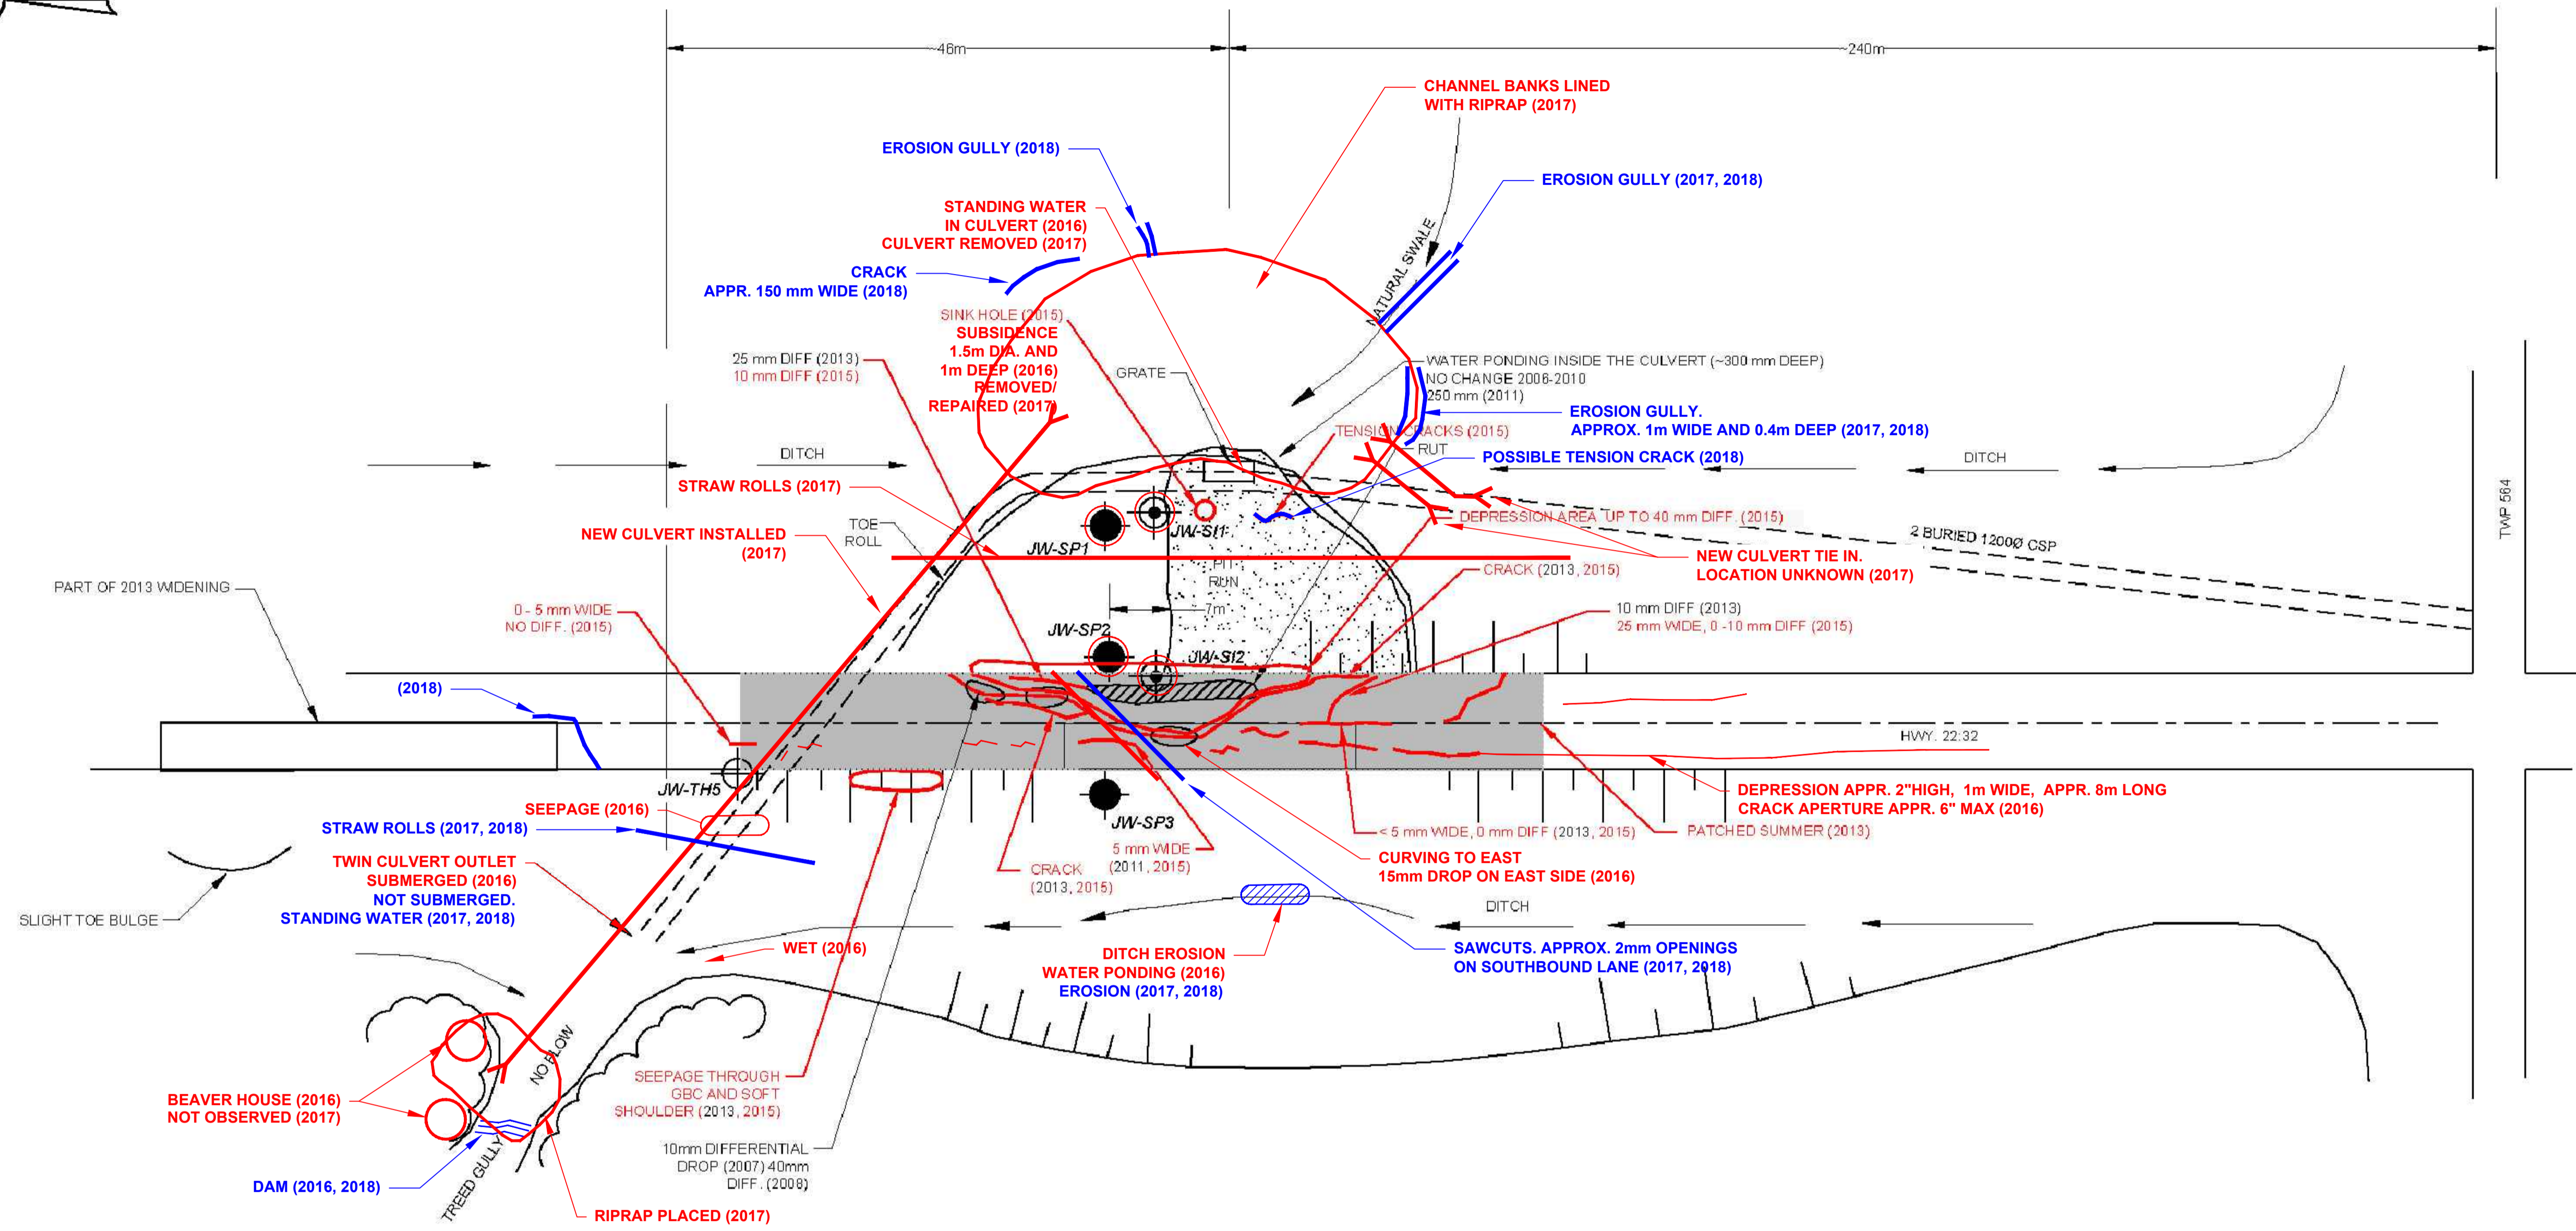 ~46m
~240m
CHANNEL BANKS LINED
WITH RIPRAP (2017)
EROSION GULLY (2018)
EROSION GULLY (2017, 2018)
STANDING WATER
IN CULVERT (2016)
CULVERT REMOVED (2017)
NATURAL SWALE
CRACK
APPR. 150 mm WIDE (2018)
SINK HOLE (2015)
SUBSIDENCE
1.5m DIA. AND
1m DEEP (2016)
REMOVED/
REPAIRED (2017)
25 mm DIFF (2013)
10 mm DIFF (2015)
GRATE
WATER PONDING INSIDE THE CULVERT (~300 mm DEEP)
NO CHANGE 2006-2010
250 mm (2011)
EROSION GULLY.
APPROX. 1m WIDE AND 0.4m DEEP (2017, 2018)
TENSION CRACKS (2015)
RUT
POSSIBLE TENSION CRACK (2018)
DITCH
DITCH
STRAW ROLLS (2017)
TWP 564
TOE
ROLL
NEW CULVERT INSTALLED
(2017)
JW-SP1
JW-SI1
DEPRESSION AREA UP TO 40 mm DIFF. (2015)
2 BURIED 1200Ø CSP
NEW CULVERT TIE IN.
LOCATION UNKNOWN (2017)
PIT
RUN
CRACK (2013, 2015)
PART OF 2013 WIDENING
0 - 5 mm WIDE
NO DIFF. (2015)
7m
10 mm DIFF (2013)
25 mm WIDE, 0 -10 mm DIFF (2015)
JW-SP2
JW-SI2
(2018)
HWY. 22:32
JW-TH5
SEEPAGE (2016)
DEPRESSION APPR. 2"HIGH, 1m WIDE, APPR. 8m LONG
CRACK APERTURE APPR. 6" MAX (2016)
JW-SP3
STRAW ROLLS (2017, 2018)
< 5 mm WIDE, 0 mm DIFF (2013, 2015)
PATCHED SUMMER (2013)
5 mm WIDE
(2011, 2015)
CURVING TO EAST
15mm DROP ON EAST SIDE (2016)
TWIN CULVERT OUTLET
SUBMERGED (2016)
NOT SUBMERGED.
STANDING WATER (2017, 2018)
CRACK
(2013, 2015)
SLIGHT TOE BULGE
DITCH
WET (2016)
DITCH EROSION
WATER PONDING (2016)
EROSION (2017, 2018)
SAWCUTS. APPROX. 2mm OPENINGS
ON SOUTHBOUND LANE (2017, 2018)
NO FLOW
SEEPAGE THROUGH
GBC AND SOFT
SHOULDER (2013, 2015)
BEAVER HOUSE (2016)
NOT OBSERVED (2017)
10mm DIFFERENTIAL
DROP (2007) 40mm
DIFF. (2008)
TREED GULLY
DAM (2016, 2018)
RIPRAP PLACED (2017)